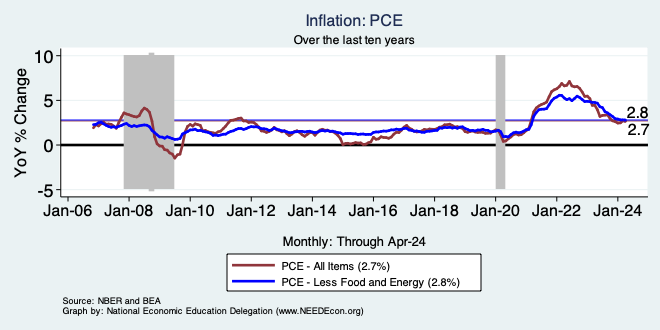 Inflation: PCE
Over the last ten years
YoY % Change
10
5
0
-5
2.8
2.7
Jan-06 Jan-08 Jan-10 Jan-12 Jan-14 Jan-16 Jan-18 Jan-20 Jan-22 Jan-24
Monthly: Through Apr-24
PCE - All Items (2.7%)
PCE - Less Food and Energy (2.8%)
Source: NBER and BEA
Graph by: National Economic Education Delegation (www.NEEDEcon.org)